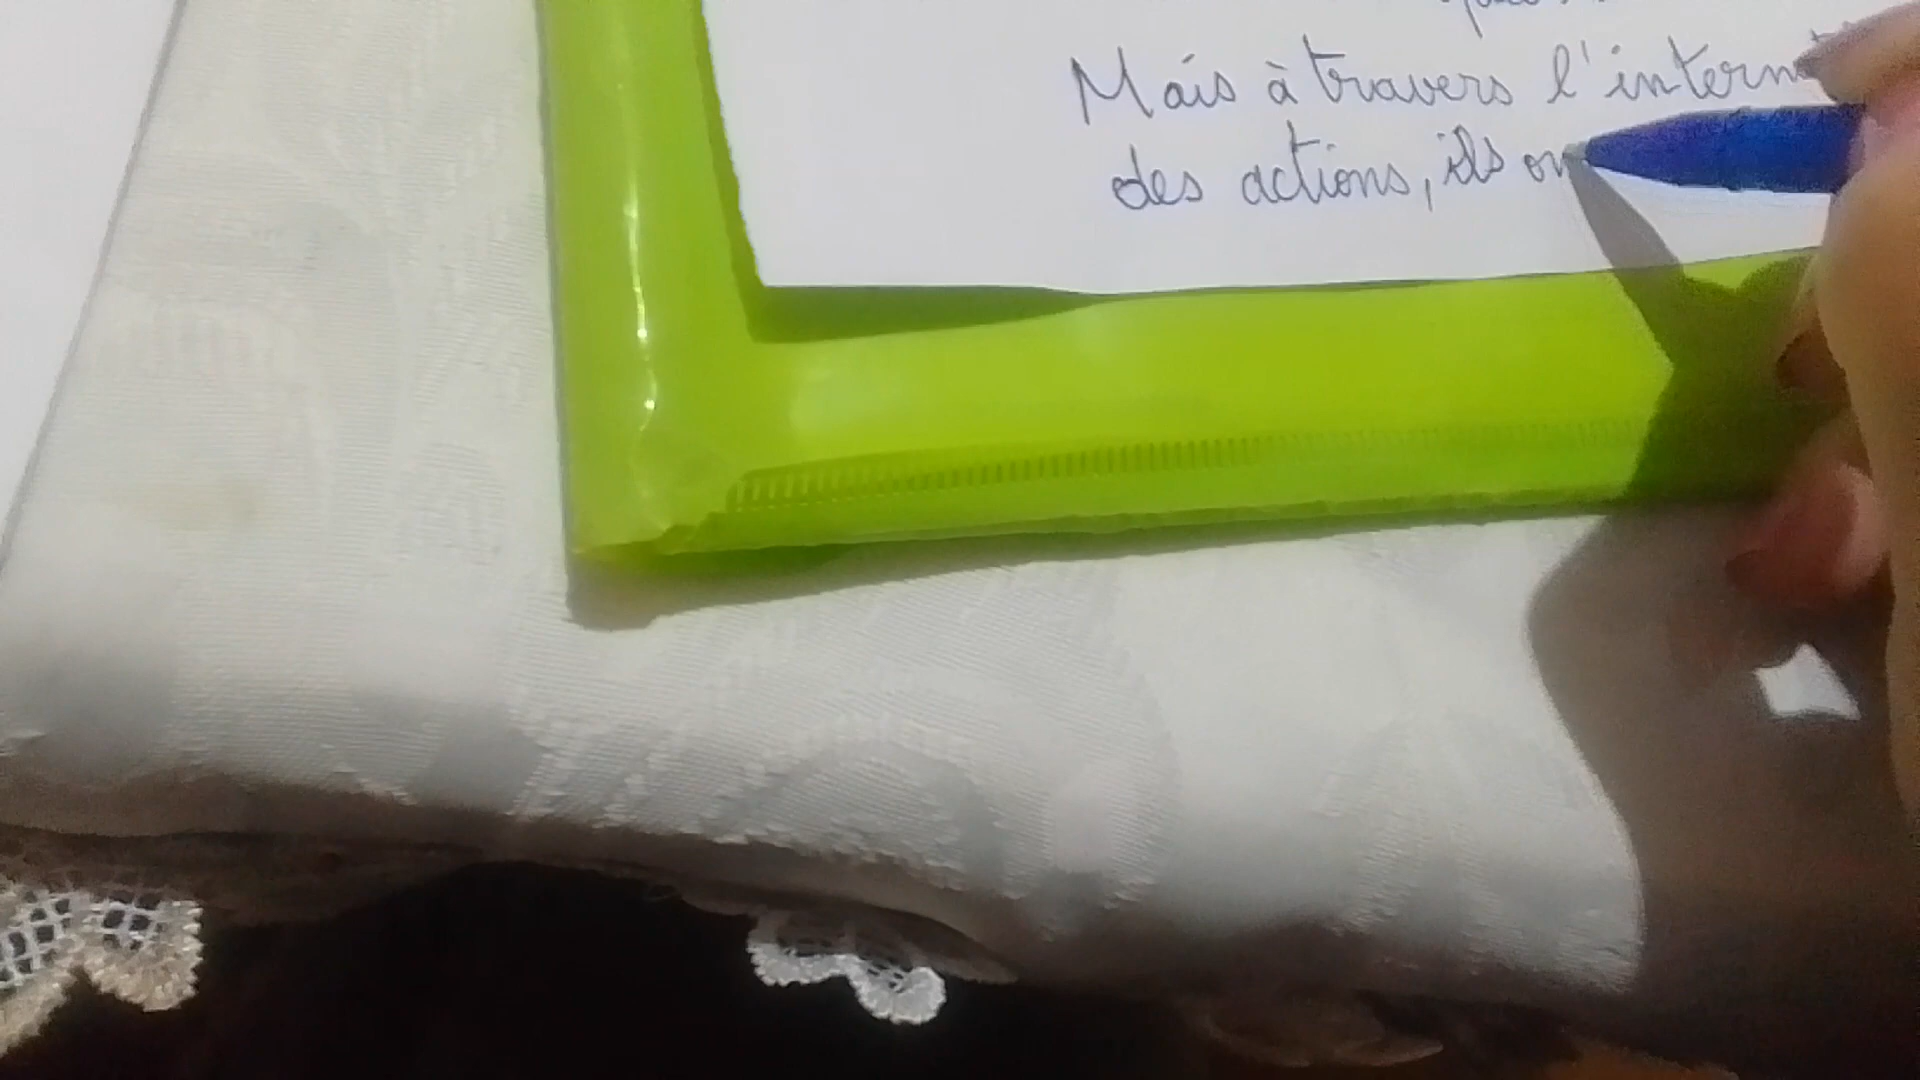 Mais à travers l'intern
des actions, ils on